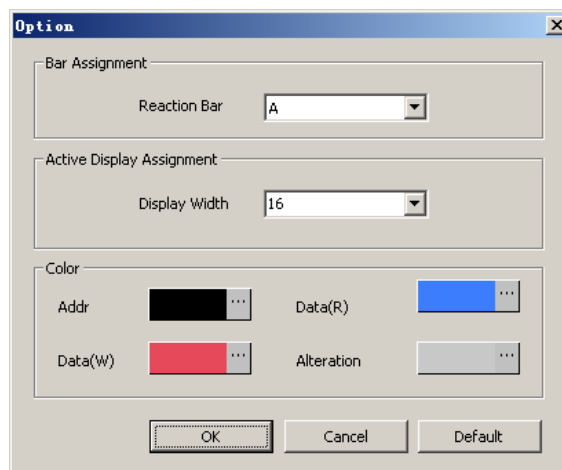 Option
Bar Assignment
Reaction Bar A
Active Display Assignment
Display Width 16
Color
Addr ... Data(R) ...
Data(W) ... Alteration ...
OK Cancel Default